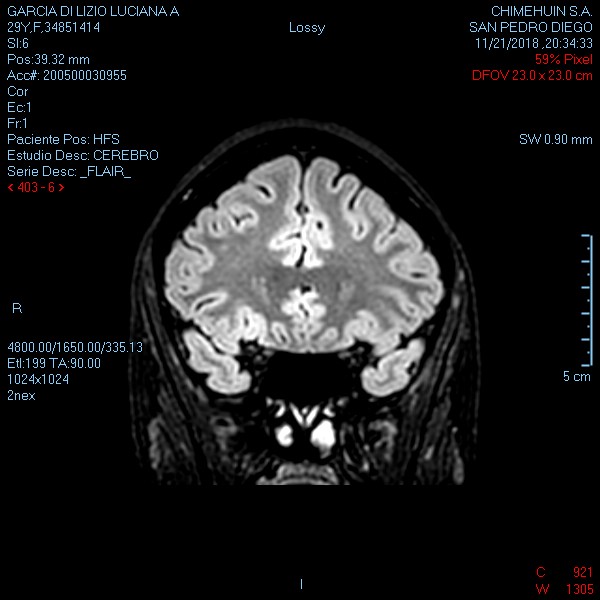 GARCIA DI LIZIO LUCIANA A
29Y,F,34851414
Sl:6
Pos:39.32 mm
Acc#: 200500030955
Cor
Ec:1
Fr:1
Paciente Pos: HFS
Estudio Desc: CEREBRO
Serie Desc: _FLAIR_
< 403 - 6 >
Lossy
CHIMEHUIN S.A.
SAN PEDRO DIEGO
11/21/2018 ,20:34:33
59% Pixel
DFOV 23.0 x 23.0 cm
SW 0.90 mm
R
4800.00/1650.00/335.13
Etl:199 TA:90.00
1024x1024
2nex
5 cm
I
C 921
W 1305